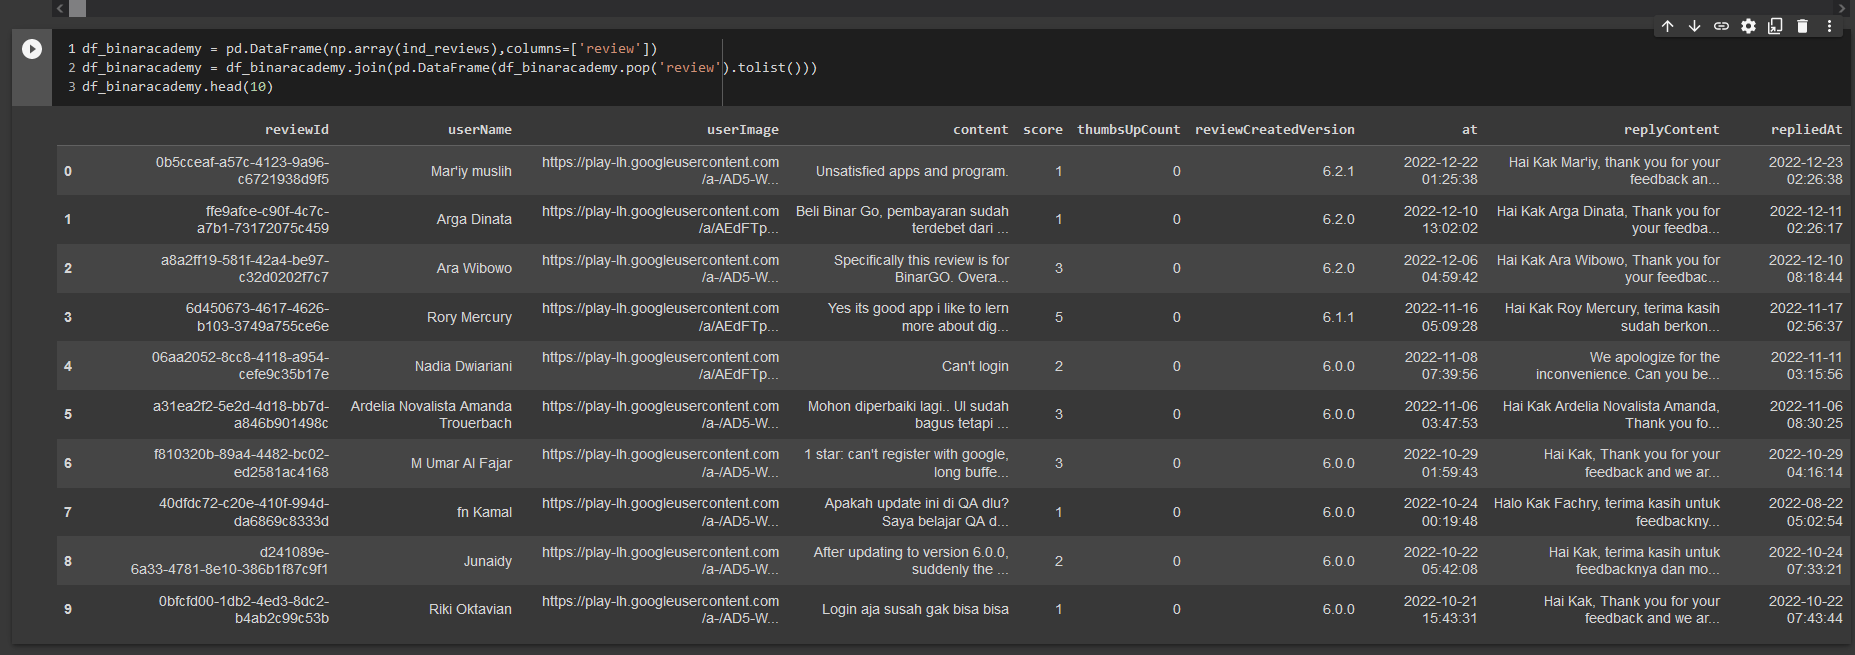 1 df_binaracademy = pd.DataFrame(np.array(ind_reviews),columns=['review'])
2 df_binaracademy = df_binaracademy.join(pd.DataFrame(df_binaracademy.pop('review').tolist()))
3 df_binaracademy.head(10)
reviewId userName userImage content score thumbsUpCount reviewCreatedVersion at replyContent repliedAt
0b5cceaf-a57c-4123-9a96- https://play-lh.googleusercontent.com 2022-12-22 Hai Kak Mar'iy, thank you for your 2022-12-23
0 Mar'iy muslih Unsatisfied apps and program. 1 0 6.2.1
c6721938d9f5 /a-/AD5-W... 01:25:38 feedback an... 02:26:38
ffe9afce-c90f-4c7c- https://play-lh.googleusercontent.com Beli Binar Go, pembayaran sudah 2022-12-10 Hai Kak Arga Dinata, Thank you for 2022-12-11
1 Arga Dinata 1 0 6.2.0
a7b1-73172075c459 /a/AEdFTp... terdebet dari ... 13:02:02 your feedba... 02:26:17
a8a2ff19-581f-42a4-be97- https://play-lh.googleusercontent.com Specifically this review is for 2022-12-06 Hai Kak Ara Wibowo, Thank you for 2022-12-10
2 Ara Wibowo 3 0 6.2.0
c32d0202f7c7 /a-/AD5-W... BinarGO. Overa... 04:59:42 your feedbac... 08:18:44
6d450673-4617-4626- https://play-lh.googleusercontent.com Yes its good app i like to lern 2022-11-16 Hai Kak Roy Mercury, terima kasih 2022-11-17
3 Rory Mercury 5 0 6.1.1
b103-3749a755ce6e /a/AEdFTp... more about dig... 05:09:28 sudah berkon... 02:56:37
06aa2052-8cc8-4118-a954- https://play-lh.googleusercontent.com 2022-11-08 We apologize for the 2022-11-11
4 Nadia Dwiariani Can't login 2 0 6.0.0
cefe9c35b17e /a/AEdFTp... 07:39:56 inconvenience. Can you be... 03:15:56
a31ea2f2-5e2d-4d18-bb7d- Ardelia Novalista Amanda https://play-lh.googleusercontent.com Mohon diperbaiki lagi.. UI sudah 2022-11-06 Hai Kak Ardelia Novalista Amanda, 2022-11-06
5 3 0 6.0.0
a846b901498c Trouerbach /a-/AD5-W... bagus tetapi ... 03:47:53 Thank you fo... 08:30:25
f810320b-89a4-4482-bc02- https://play-lh.googleusercontent.com 1 star: can't register with google, 2022-10-29 Hai Kak, Thank you for your 2022-10-29
6 M Umar Al Fajar 3 0 6.0.0
ed2581ac4168 /a-/AD5-W... long buffe... 01:59:43 feedback and we ar... 04:16:14
40dfdc72-c20e-410f-994d- https://play-lh.googleusercontent.com Apakah update ini di QA dlu? 2022-10-24 Halo Kak Fachry, terima kasih untuk 2022-08-22
7 fn Kamal 1 0 6.0.0
da6869c8333d /a-/AD5-W... Saya belajar QA d... 00:19:48 feedbackny... 05:02:54
d241089e- https://play-lh.googleusercontent.com After updating to version 6.0.0, 2022-10-22 Hai Kak, terima kasih untuk 2022-10-24
8 Junaidy 2 0 6.0.0
6a33-4781-8e10-386b1f87c9f1 /a-/AD5-W... suddenly the ... 05:42:08 feedbacknya dan mo... 07:33:21
0bfcfd00-1db2-4ed3-8dc2- https://play-lh.googleusercontent.com 2022-10-21 Hai Kak, Thank you for your 2022-10-22
9 Riki Oktavian Login aja susah gak bisa bisa 1 0 6.0.0
b4ab2c99c53b /a-/AD5-W... 15:43:31 feedback and we ar... 07:43:44